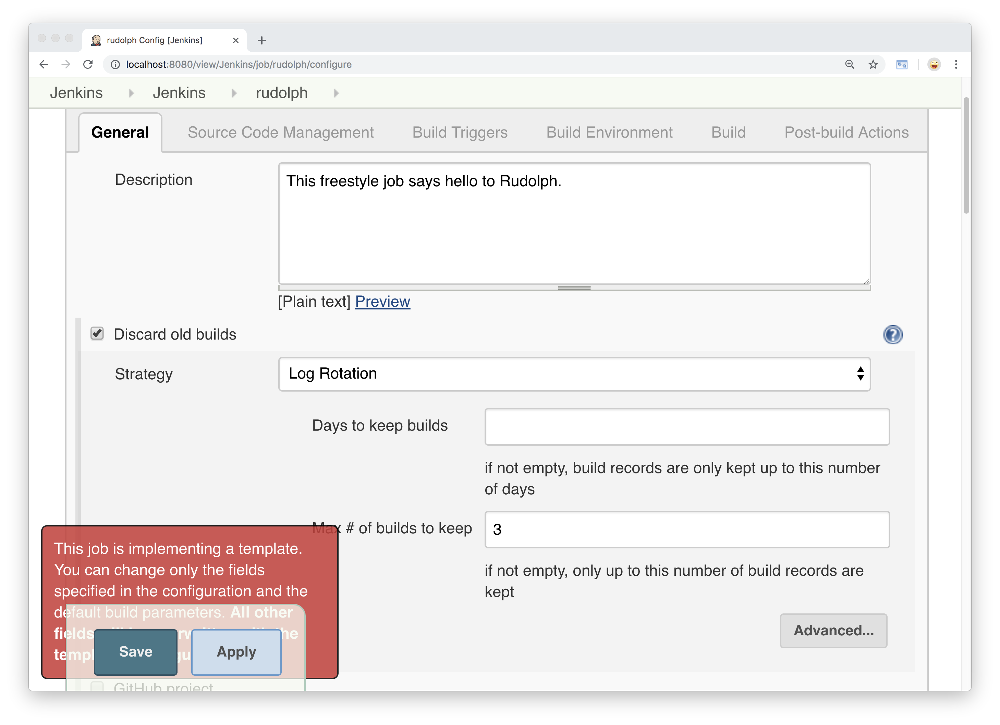 rudolph Config [Jenkins]
localhost:8080/view/Jenkins/job/rudolph/configure
Jenkins Jenkins rudolph
General Source Code Management Build Triggers Build Environment Build Post-build Actions
Description
This freestyle job says hello to Rudolph.
[Plain text] Preview
Discard old builds
Strategy
Log Rotation
Days to keep builds
if not empty, build records are only kept up to this number
of days
Max # of builds to keep
3
if not empty, only up to this number of build records are
kept
Advanced...
This job is implementing a template.
You can change only the fields
specified in the configuration and the
default build parameters. All other
fields the
Save Apply
GitHub project